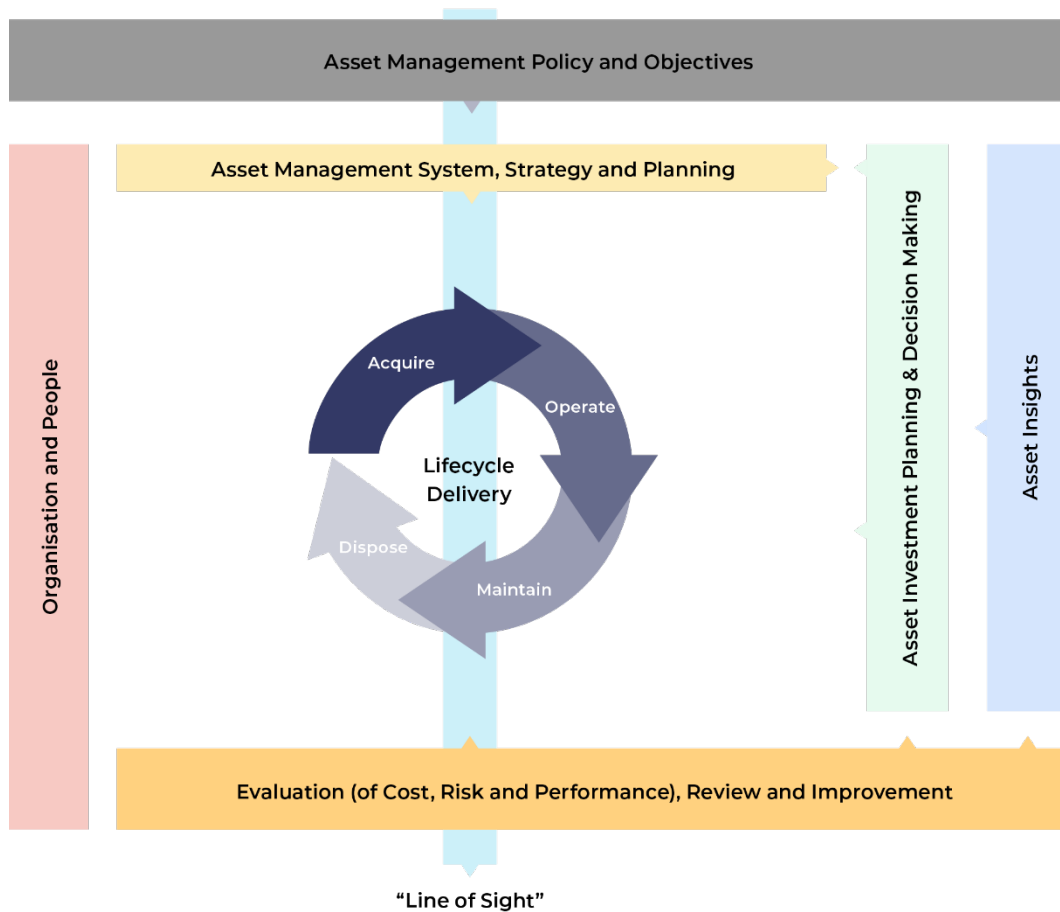 Asset Management Policy and Objectives
Asset Management System, Strategy and Planning
Organisation and People
Acquire
Operate
Lifecycle
Delivery
Dispose
Maintain
Asset Investment Planning & Decision Making
Asset Insights
Evaluation (of Cost, Risk and Performance), Review and Improvement
“Line of Sight”